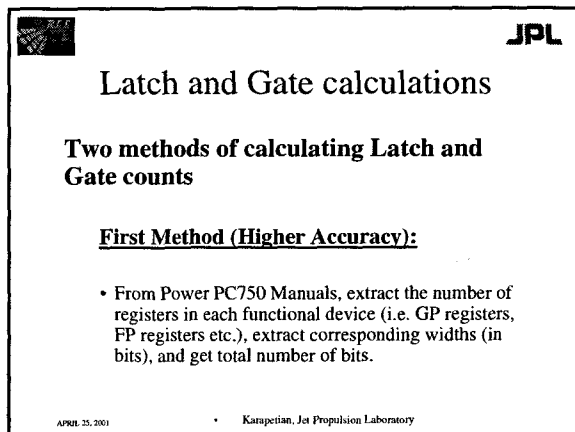 JPL
Latch and Gate calculations
Two methods of calculating Latch and
Gate counts
First Method (Higher Accuracy):
• From Power PC750 Manuals, extract the number of
registers in each functional device (i.e. GP registers,
FP registers etc.), extract corresponding widths (in
bits), and get total number of bits.
APRIL 25, 2001 • Karapetian, Jet Propulsion Laboratory